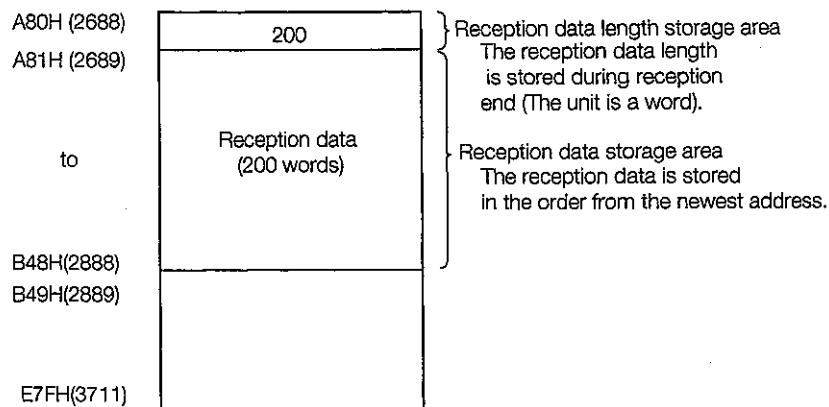 A80H (2688)
200
Reception data length storage area
The reception data length
is stored during reception
end (The unit is a word).
A81H (2689)
to
Reception data
(200 words)
Reception data storage area
The reception data is stored
in the order from the newest address.
B48H(2888)
B49H(2889)
E7FH(3711)